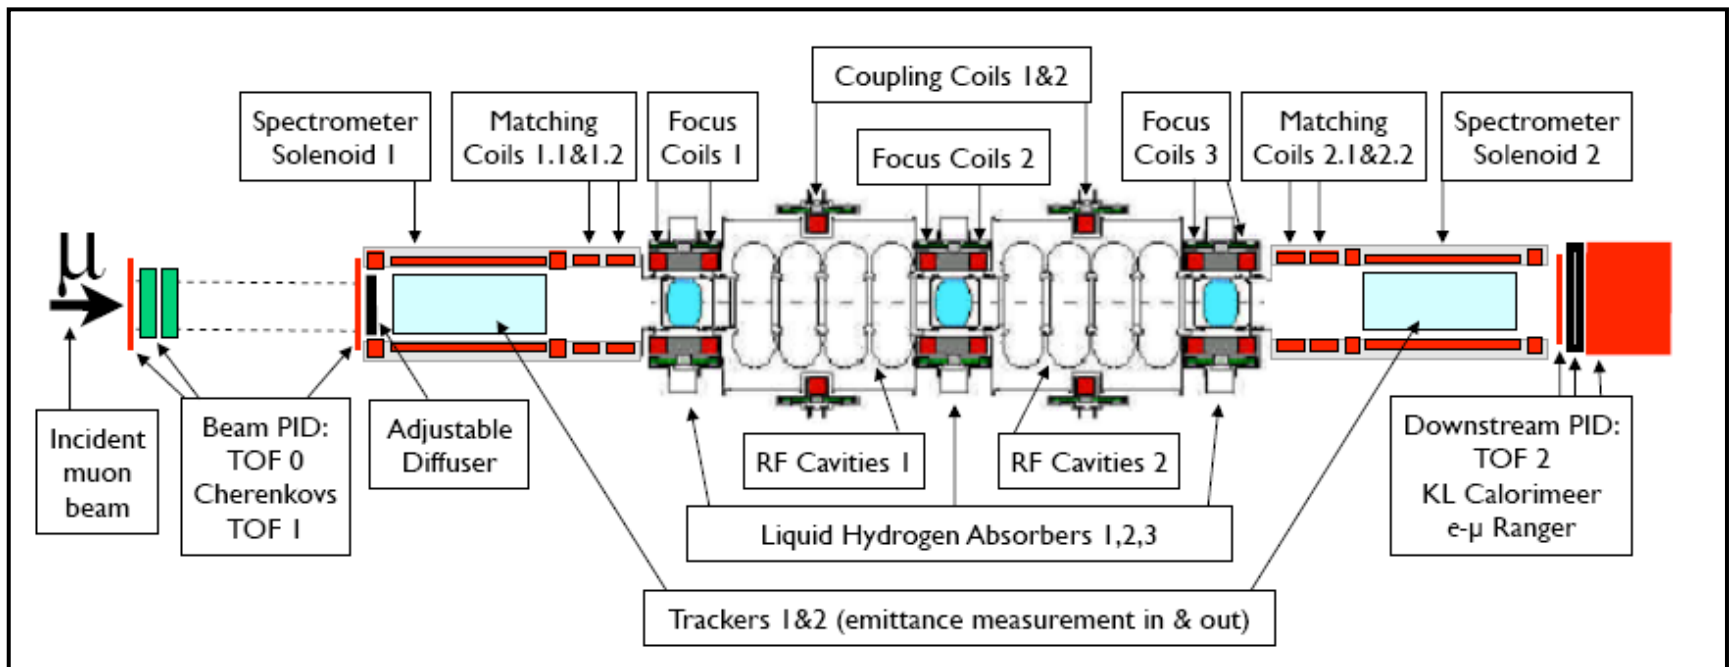 Coupling Coils 1&2
Spectrometer
Solenoid 1
Matching
Coils 1.1&1.2
Focus
Coils 1
Focus Coils 2
Focus
Coils 3
Matching
Coils 2.1&2.2
Spectrometer
Solenoid 2
μ
Incident
muon
beam
Beam PID:
TOF 0
Cherenkovs
TOF 1
Adjustable
Diffuser
RF Cavities 1
RF Cavities 2
Downstream PID:
TOF 2
KL Calorimeer
e-μ Ranger
Liquid Hydrogen Absorbers 1,2,3
Trackers 1&2 (emittance measurement in & out)